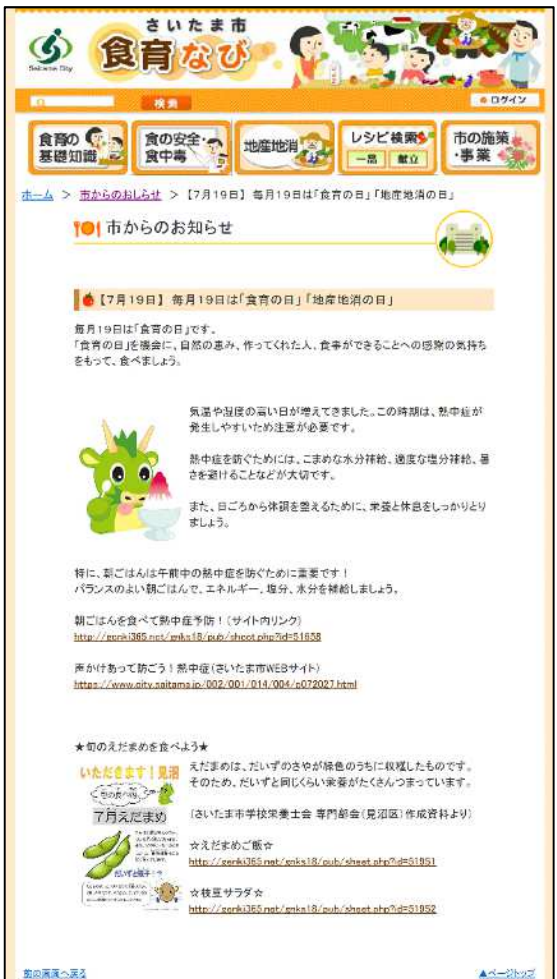 Saitama City
さいたま市
食育なび
検索
ログイン
食育の
基礎知識
食の安全・
食中毒
地産地消
レシピ検索
一品 献立
市の施策
・事業
ホーム > 市からのおしらせ > 【7月19日】 毎月19日は「食育の日」「地産地消の日」
市からのお知らせ
【7月19日】 毎月19日は「食育の日」「地産地消の日」
毎月19日は「食育の日」です。
「食育の日」を機会に、自然の恵み、作ってくれた人、食事ができることへの感謝の気持ち
をもって、食べましょう。
気温や湿度の高い日が増えてきました。この時期は、熱中症が
発生しやすいため注意が必要です。
熱中症を防ぐためには、こまめな水分補給、適度な塩分補給、暑
さを避けることなどが大切です。
また、日ごろから体調を整えるために、栄養と休息をしっかりとり
ましょう。
特に、朝ごはんは午前中の熱中症を防ぐために重要です！
バランスのよい朝ごはんで、エネルギー、塩分、水分を補給しましょう。
朝ごはんを食べて熱中症予防！（サイト内リンク）
http://genki365.net/gnks18/pub/sheet.php?id=51938
声かけあって防ごう！熱中症（さいたま市WEBサイト）
https://www.city.saitama.jp/002/001/014/004/p072027.html
★旬のえだまめを食べよう★
いただきます！見沼
旬の食べ物
7月えだまめ
えだまめは、だいずのさやが緑色のうちに収穫したものです。
そのため、だいずと同じくらい栄養がたくさんつまっています。
（さいたま市学校栄養士会 専門部会（見沼区）作成資料より）
☆えだまめご飯☆
http://genki365.net/gnks18/pub/sheet.php?id=51951
☆枝豆サラダ☆
http://genki365.net/gnks18/pub/sheet.php?id=51952
前の画面へ戻る
▲ページトップ